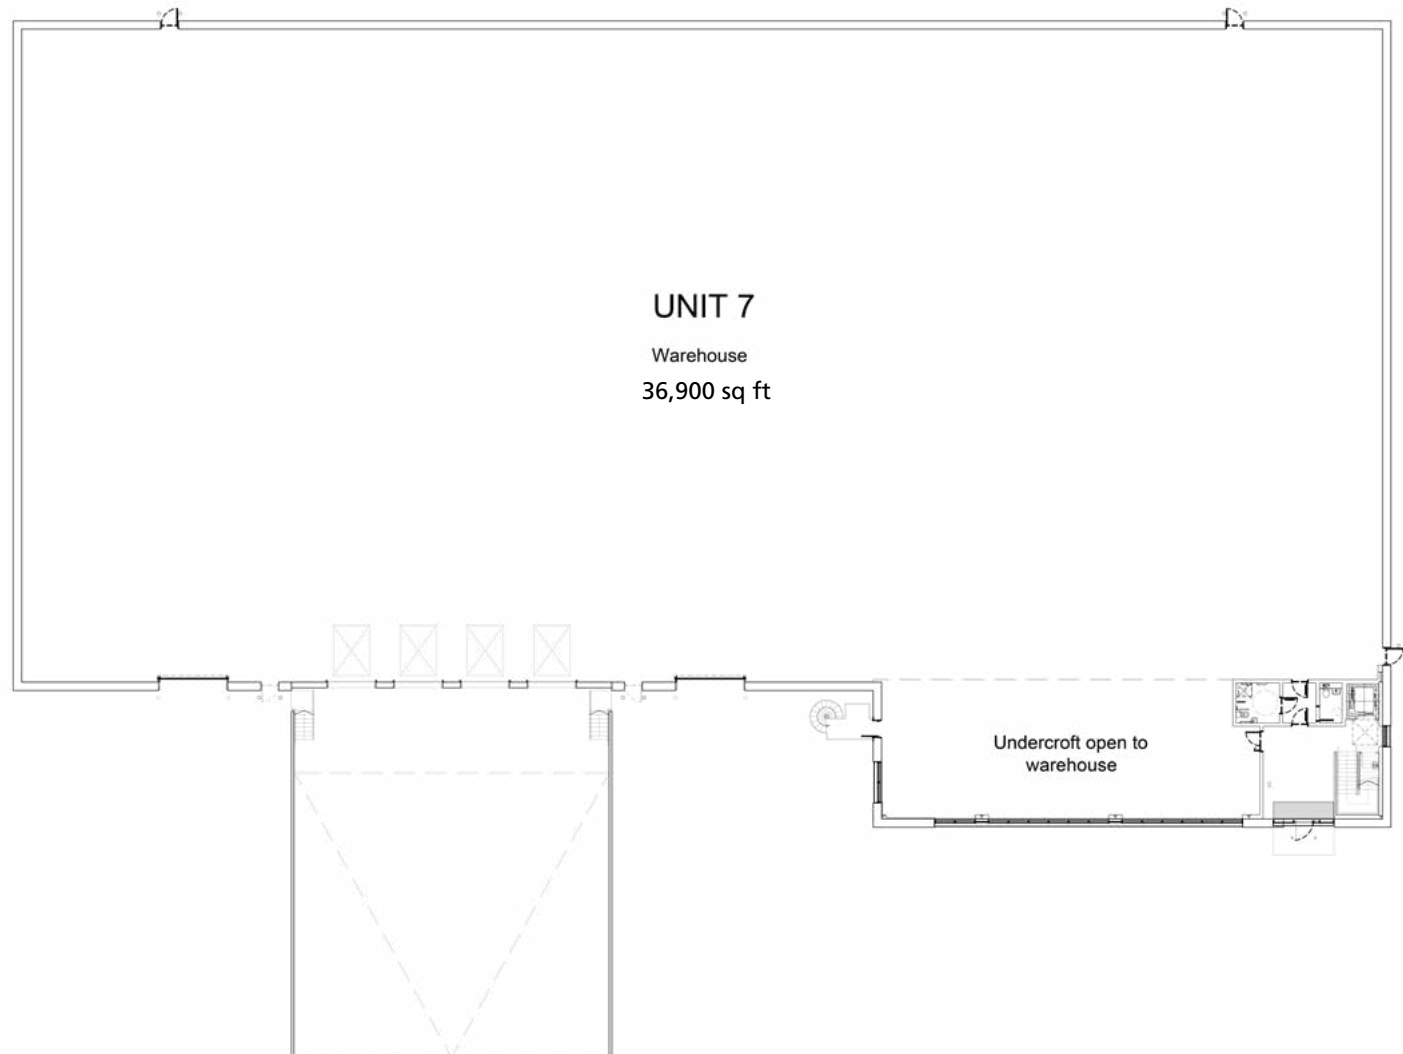 UNIT 7
Warehouse
36,900 sq ft
Undercroft open to
warehouse